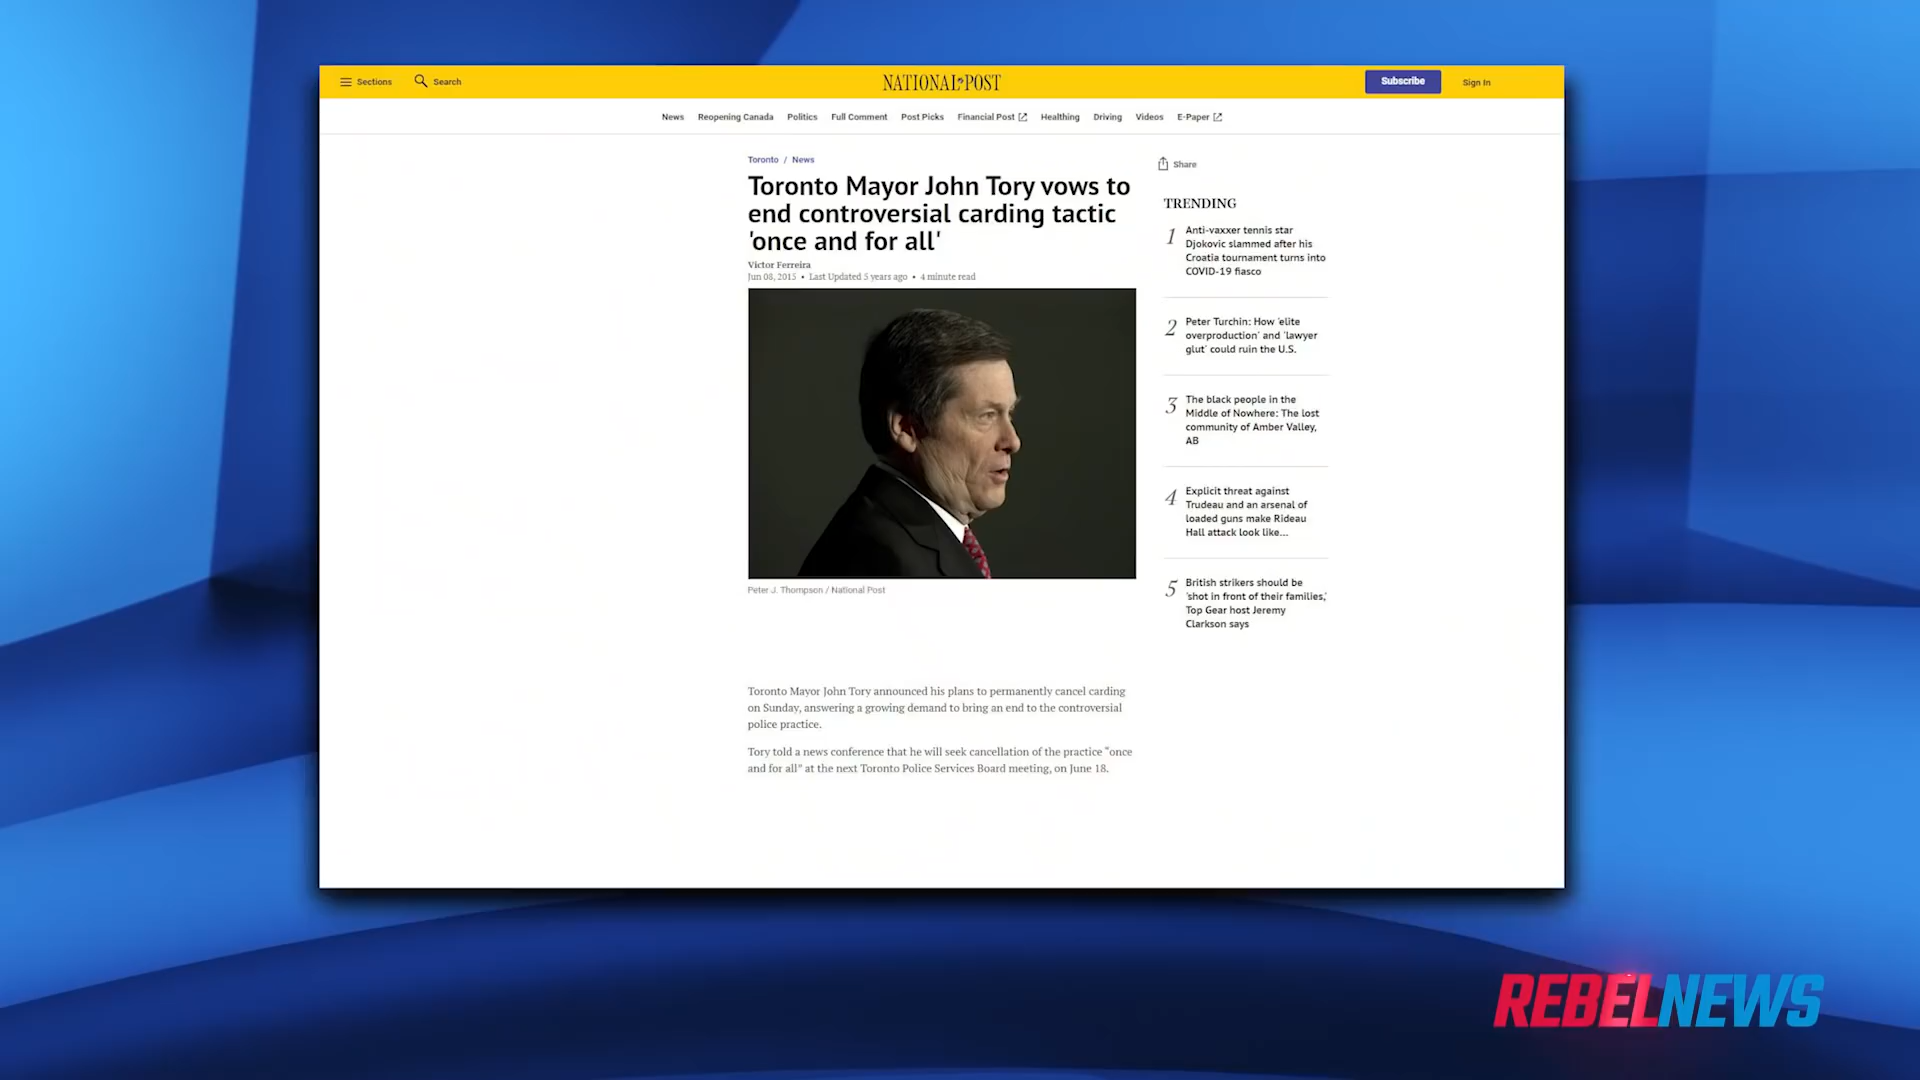 Sections
Search
NATIONAL POST
Subscribe
Sign In
News
Reopening Canada
Politics
Full Comment
Post Picks
Financial Post
Healthing
Driving
Videos
E-Paper
Toronto / News
Toronto Mayor John Tory vows to
end controversial carding tactic
'once and for all'
Victor Ferreira
Jun 08, 2015 • Last Updated 5 years ago • 4 minute read
Peter J. Thompson / National Post
Toronto Mayor John Tory announced his plans to permanently cancel carding
on Sunday, answering a growing demand to bring an end to the controversial
police practice.
Tory told a news conference that he will seek cancellation of the practice “once
and for all” at the next Toronto Police Services Board meeting, on June 18.
Share
TRENDING
1
Anti-vaxxer tennis star
Djokovic slammed after his
Croatia tournament turns into
COVID-19 fiasco
2
Peter Turchin: How 'elite
overproduction' and 'lawyer
glut' could ruin the U.S.
3
The black people in the
Middle of Nowhere: The lost
community of Amber Valley,
AB
4
Explicit threat against
Trudeau and an arsenal of
loaded guns make Rideau
Hall attack look like...
5
British strikers should be
'shot in front of their families,'
Top Gear host Jeremy
Clarkson says
REBELNEWS